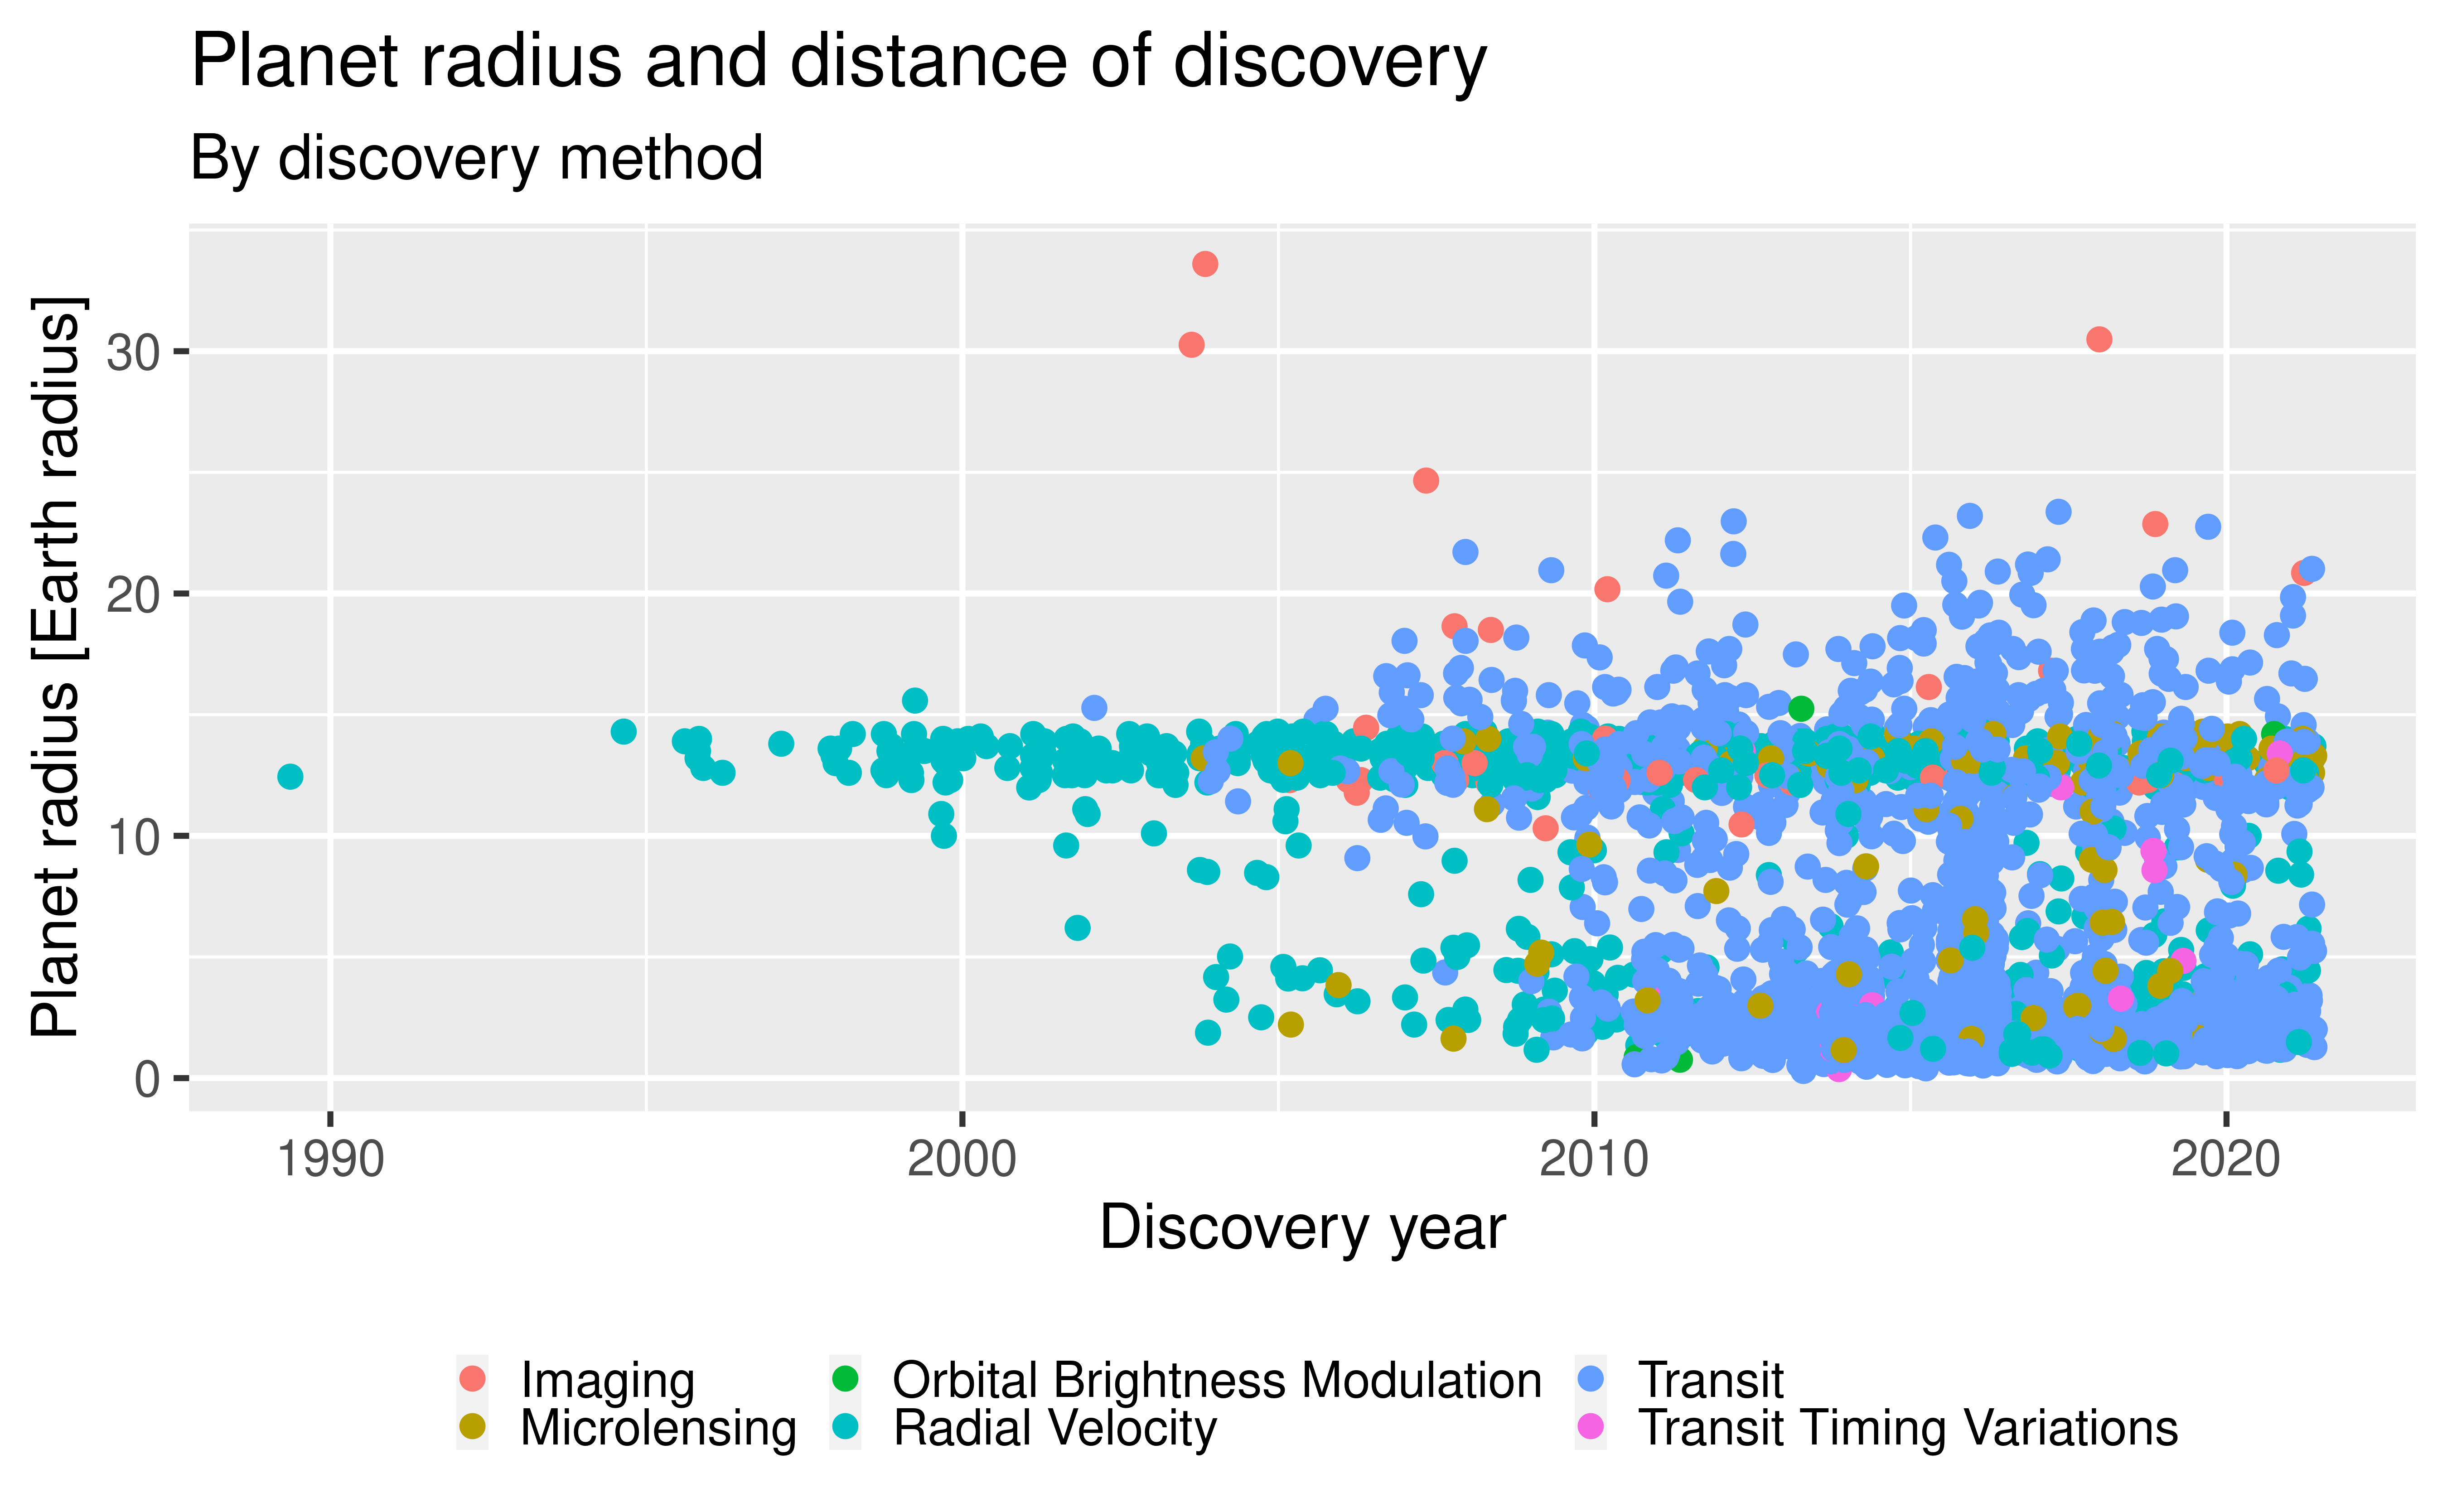 Planet radius and distance of discovery
By discovery method
Planet radius [Earth radius]
30
20
10
0
1990 2000 2010 2020
Discovery year
Imaging Orbital Brightness Modulation Transit
Microlensing Radial Velocity Transit Timing Variations